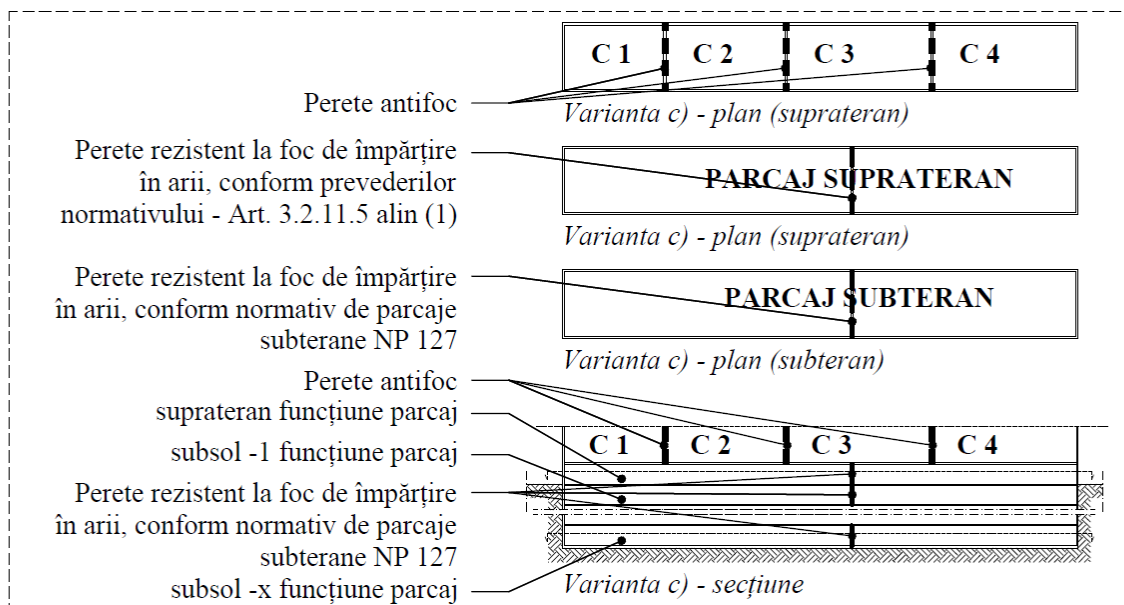 C 1 C 2 C 3 C 4
Perete antifoc
Varianta c) - plan (suprateran)
Perete rezistent la foc de împărțire
în arii, conform prevederilor
normativului - Art. 3.2.11.5 alin (1)
PARCAJ SUPRATERAN
Varianta c) - plan (suprateran)
Perete rezistent la foc de împărțire
în arii, conform normativ de parcaje
subterane NP 127
PARCAJ SUBTERAN
Varianta c) - plan (subteran)
Perete antifoc
suprateran funcțiune parcaj
subsol -1 funcțiune parcaj
C 1 C 2 C 3 C 4
Perete rezistent la foc de împărțire
în arii, conform normativ de parcaje
subterane NP 127
subsol -x funcțiune parcaj
Varianta c) - secțiune